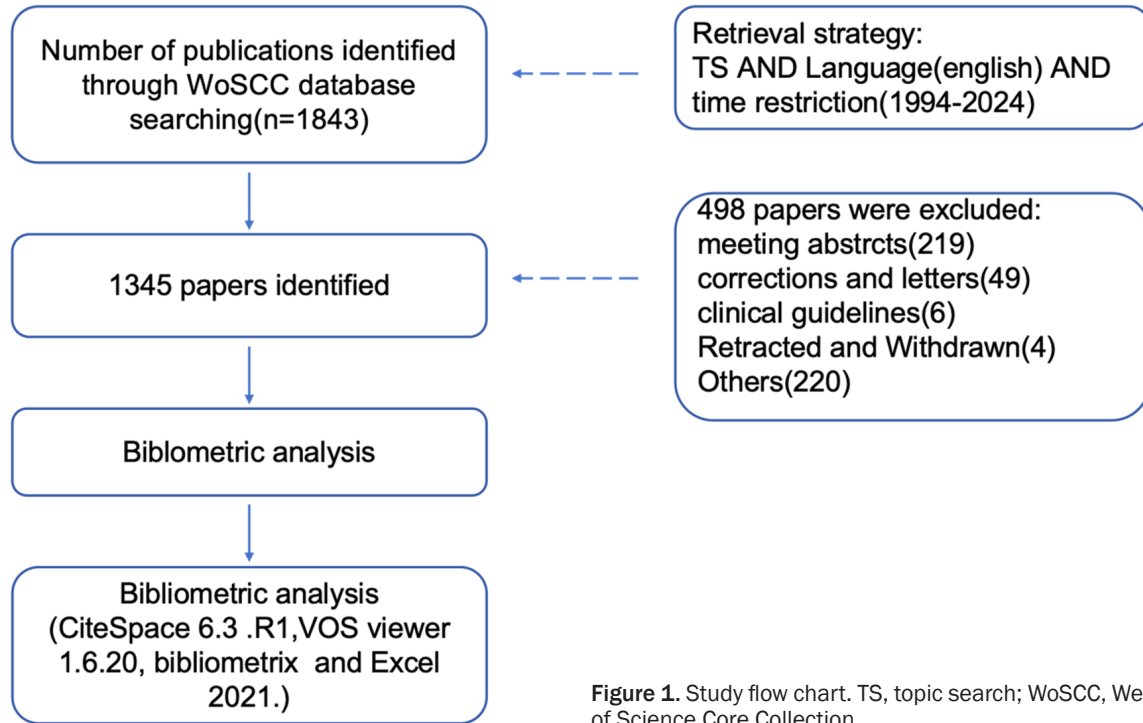 Number of publications identified
through WoSCC database
searching(n=1843)
Retrieval strategy:
TS AND Language(english) AND
time restriction(1994-2024)
1345 papers identified
498 papers were excluded:
meeting abstrcts(219)
corrections and letters(49)
clinical guidelines(6)
Retracted and Withdrawn(4)
Others(220)
Biblometric analysis
Bibliometric analysis
(CiteSpace 6.3 .R1,VOS viewer
1.6.20, bibliometrix and Excel
2021.)
Figure 1. Study flow chart. TS, topic search; WoSCC, We
of Science Core Collection